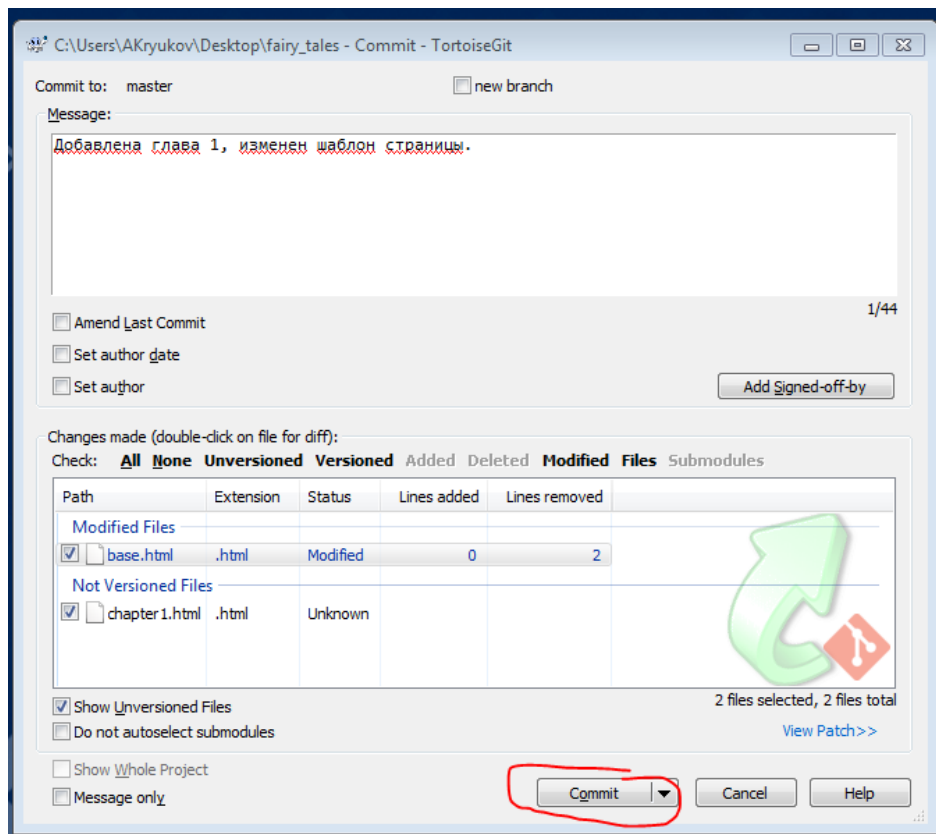 C:\Users\AKryukov\Desktop\fairy_tales - Commit - TortoiseGit
Commit to: master new branch
Message:
Добавлена глава 1, изменен шаблон страницы.
1/44
Amend Last Commit
Set author date
Set author Add Signed-off-by
Changes made (double-click on file for diff):
Check: All None Unversioned Versioned Added Deleted Modified Files Submodules
Path Extension Status Lines added Lines removed
Modified Files
base.html .html Modified 0 2
Not Versioned Files
chapter1.html .html Unknown
Show Unversioned Files 2 files selected, 2 files total
Do not autoselect submodules View Patch>>
Show Whole Project
Message only Commit Cancel Help